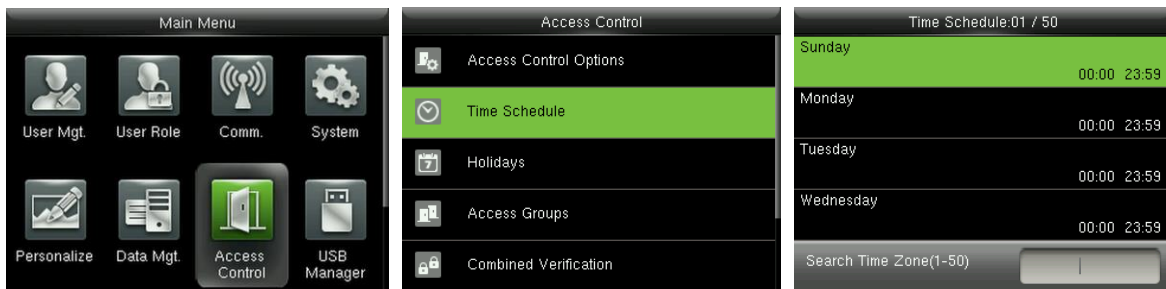 Main Menu
User Mgt.
User Role
Comm.
System
Personalize
Data Mgt.
Access
Control
USB
Manager
Access Control
Access Control Options
Time Schedule
7
Holidays
Access Groups
Combined Verification
Time Schedule:01 / 50
Sunday
00:00 23:59
Monday
00:00 23:59
Tuesday
00:00 23:59
Wednesday
00:00 23:59
Search Time Zone(1-50)